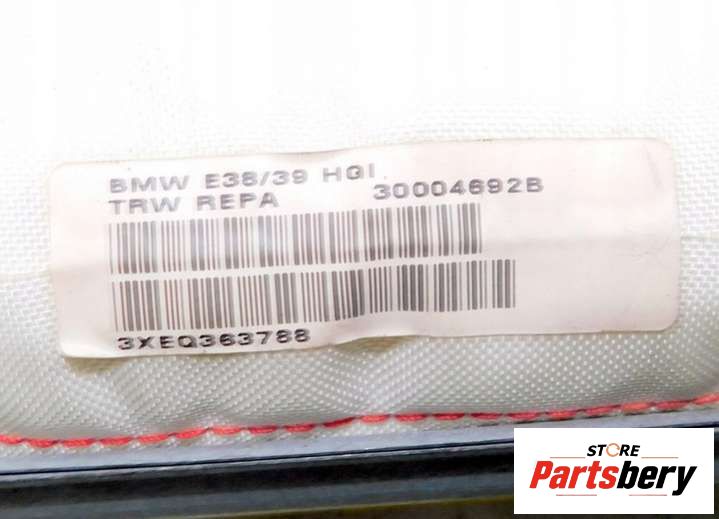 BMW E38/39 HGI
TRW REPA 30004692B
3XEQ363788
STORE
Partsbery